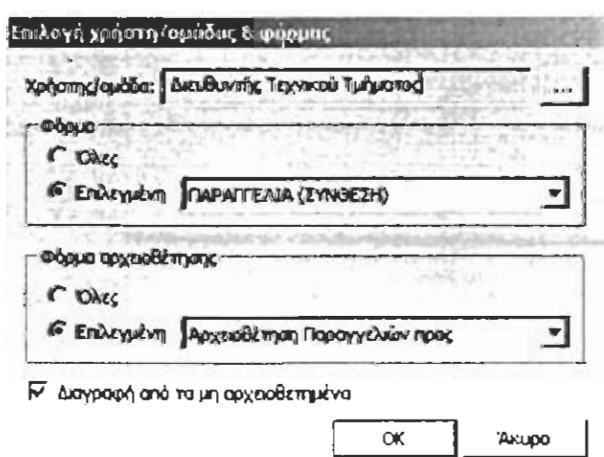 Επιλογή χρήστη/ομάδας & φόρμας
Χρήστης/ομάδα: Διευθυντής Τεχνικού Τμήματος ...
Φόρμα
Όλες
Επιλεγμένη ΠΑΡΑΓΓΕΛΙΑ (ΣΥΝΘΕΣΗ)
Φόρμα αρχειοθέτησης
Όλες
Επιλεγμένη Αρχειοθέτηση Παραγγελιών προς
Διαγραφή από τα μη αρχειοθετημένα
OK Άκυρο